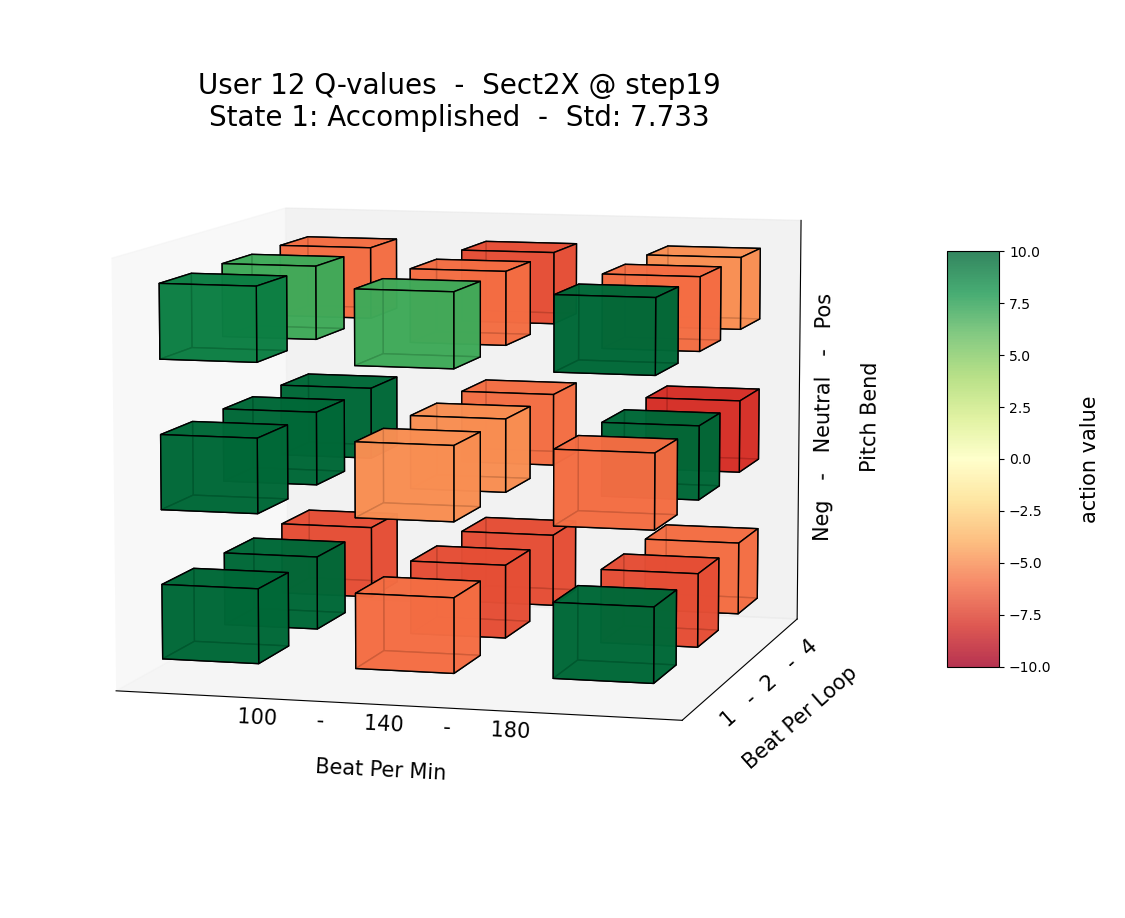 User 12 Q-values - Sect2X @ step19
State 1: Accomplished - Std: 7.733
10.0
7.5
5.0
2.5
0.0
−2.5
−5.0
−7.5
−10.0
action value
Neg - Neutral - Pos
Pitch Bend
1 - 2 - 4
Beat Per Loop
100 - 140 - 180
Beat Per Min